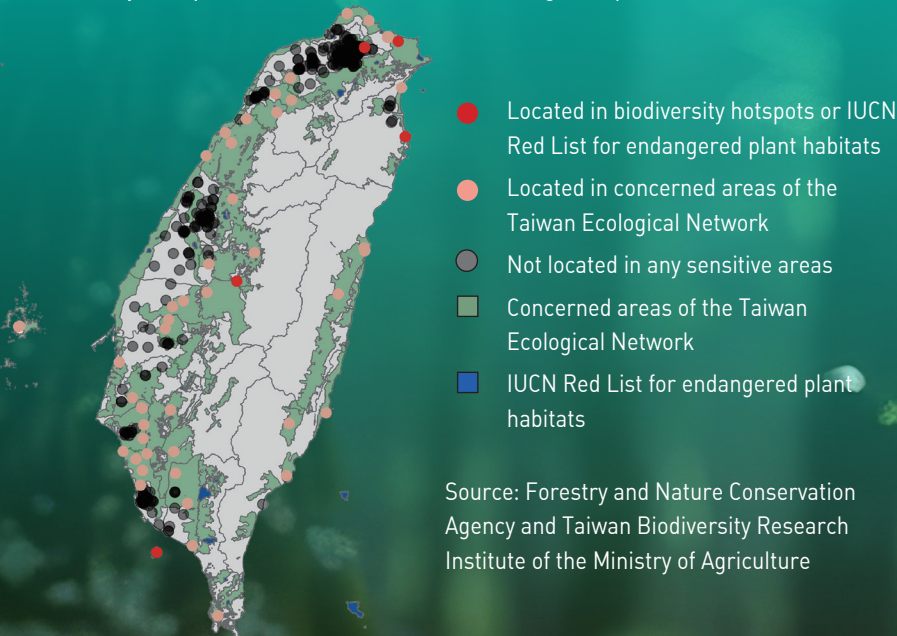 Located in biodiversity hotspots or IUCN
Red List for endangered plant habitats
Located in concerned areas of the
Taiwan Ecological Network
Not located in any sensitive areas
Concerned areas of the Taiwan
Ecological Network
IUCN Red List for endangered plant
habitats
Source: Forestry and Nature Conservation
Agency and Taiwan Biodiversity Research
Institute of the Ministry of Agriculture